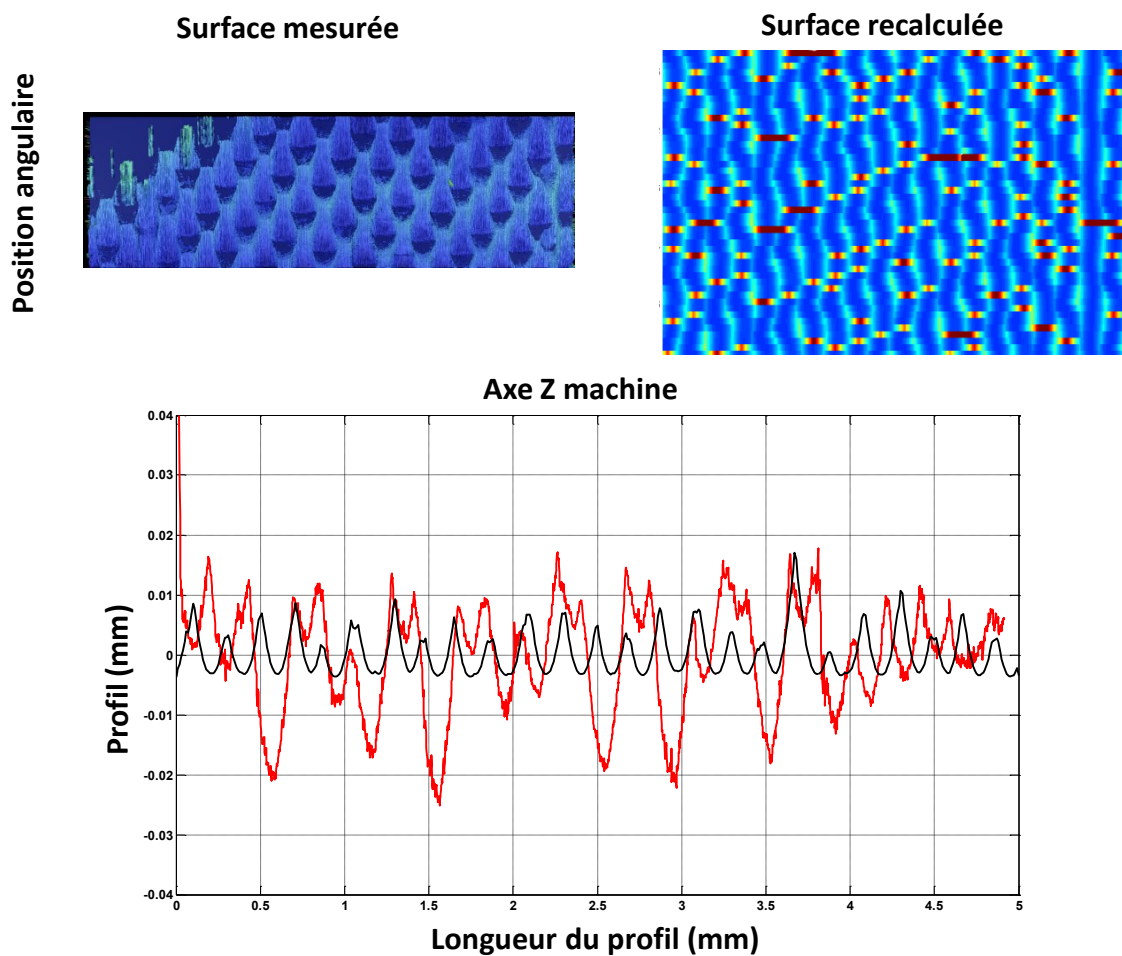 Surface mesurée
Surface recalculée
Position angulaire
Axe Z machine
0.04
0.03
0.02
0.01
0
-0.01
-0.02
-0.03
-0.04
Profil (mm)
0 0.5 1 1.5 2 2.5 3 3.5 4 4.5 5
Longueur du profil (mm)